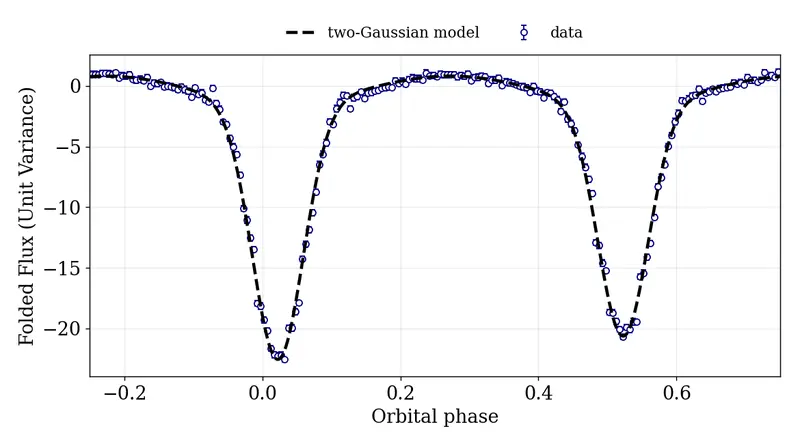 two-Gaussian model
data
Folded Flux (Unit Variance)
0
−5
−10
−15
−20
−0.2
0.0
0.2
0.4
0.6
Orbital phase